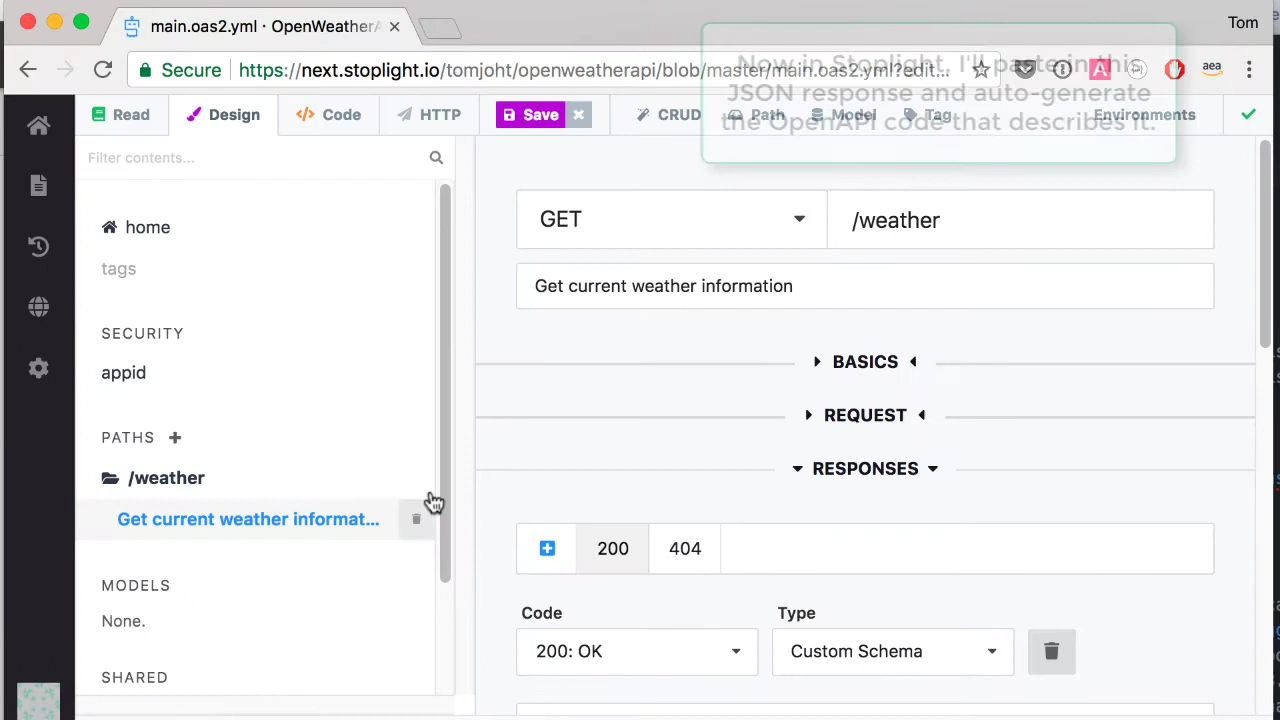 main.oas2.yml · OpenWeatherA
Tom
Secure
https://next.stoplight.io/tomjoht/openweatherapi/blob/master/main.oas2.yml?edit...
A
aea
Now in Stoplight, I'll paste in this
JSON response and auto-generate
the OpenAPI code that describes it.
Read
Design
Code
HTTP
Save
CRUD
Path
Model
Tag
Environments
Filter contents...
home
tags
SECURITY
appid
PATHS
/weather
Get current weather informat...
MODELS
None.
SHARED
GET
/weather
Get current weather information
BASICS
REQUEST
RESPONSES
200
404
Code
Type
200: OK
Custom Schema